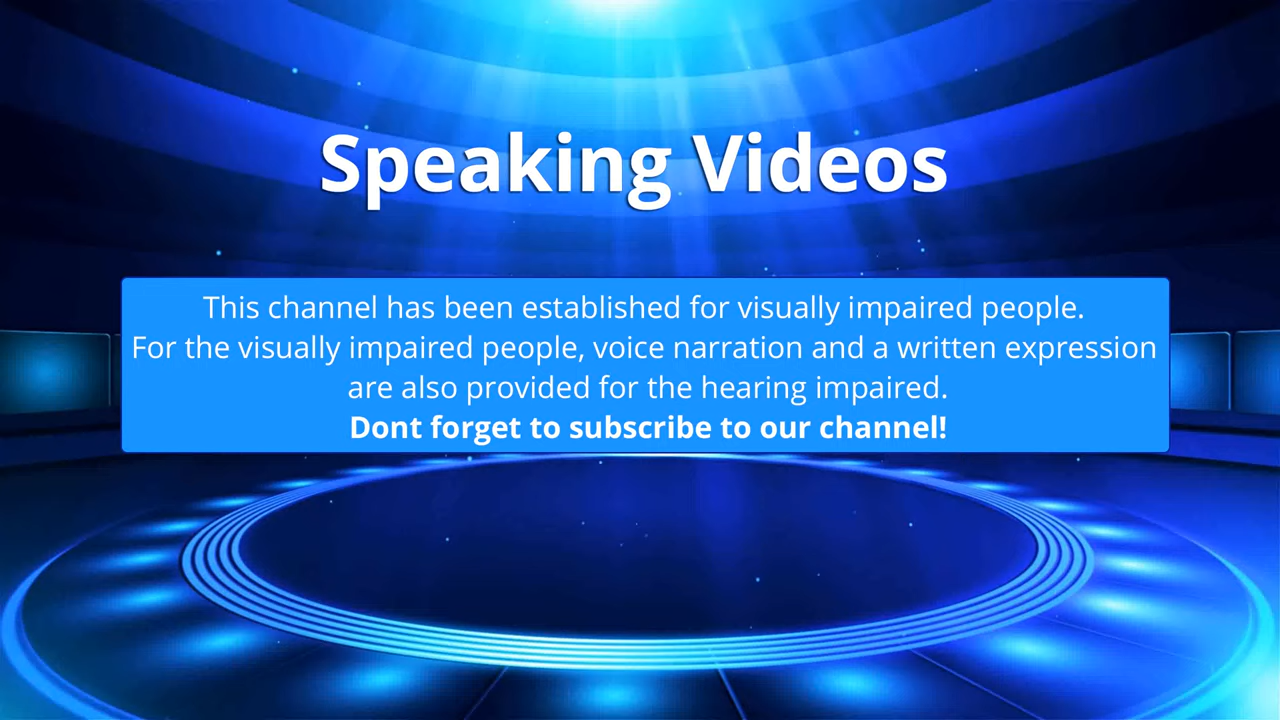 Speaking Videos
This channel has been established for visually impaired people.
For the visually impaired people, voice narration and a written expression
are also provided for the hearing impaired.
Dont forget to subscribe to our channel!